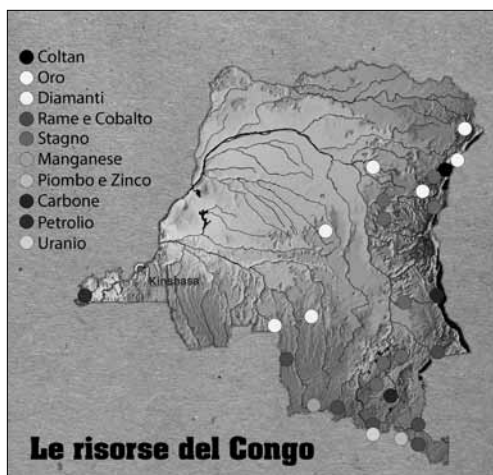 Coltan
Oro
Diamanti
Rame e Cobalto
Stagno
Manganese
Piombo e Zinco
Carbone
Petrolio
Uranio
Kinshasa
Le risorse del Congo